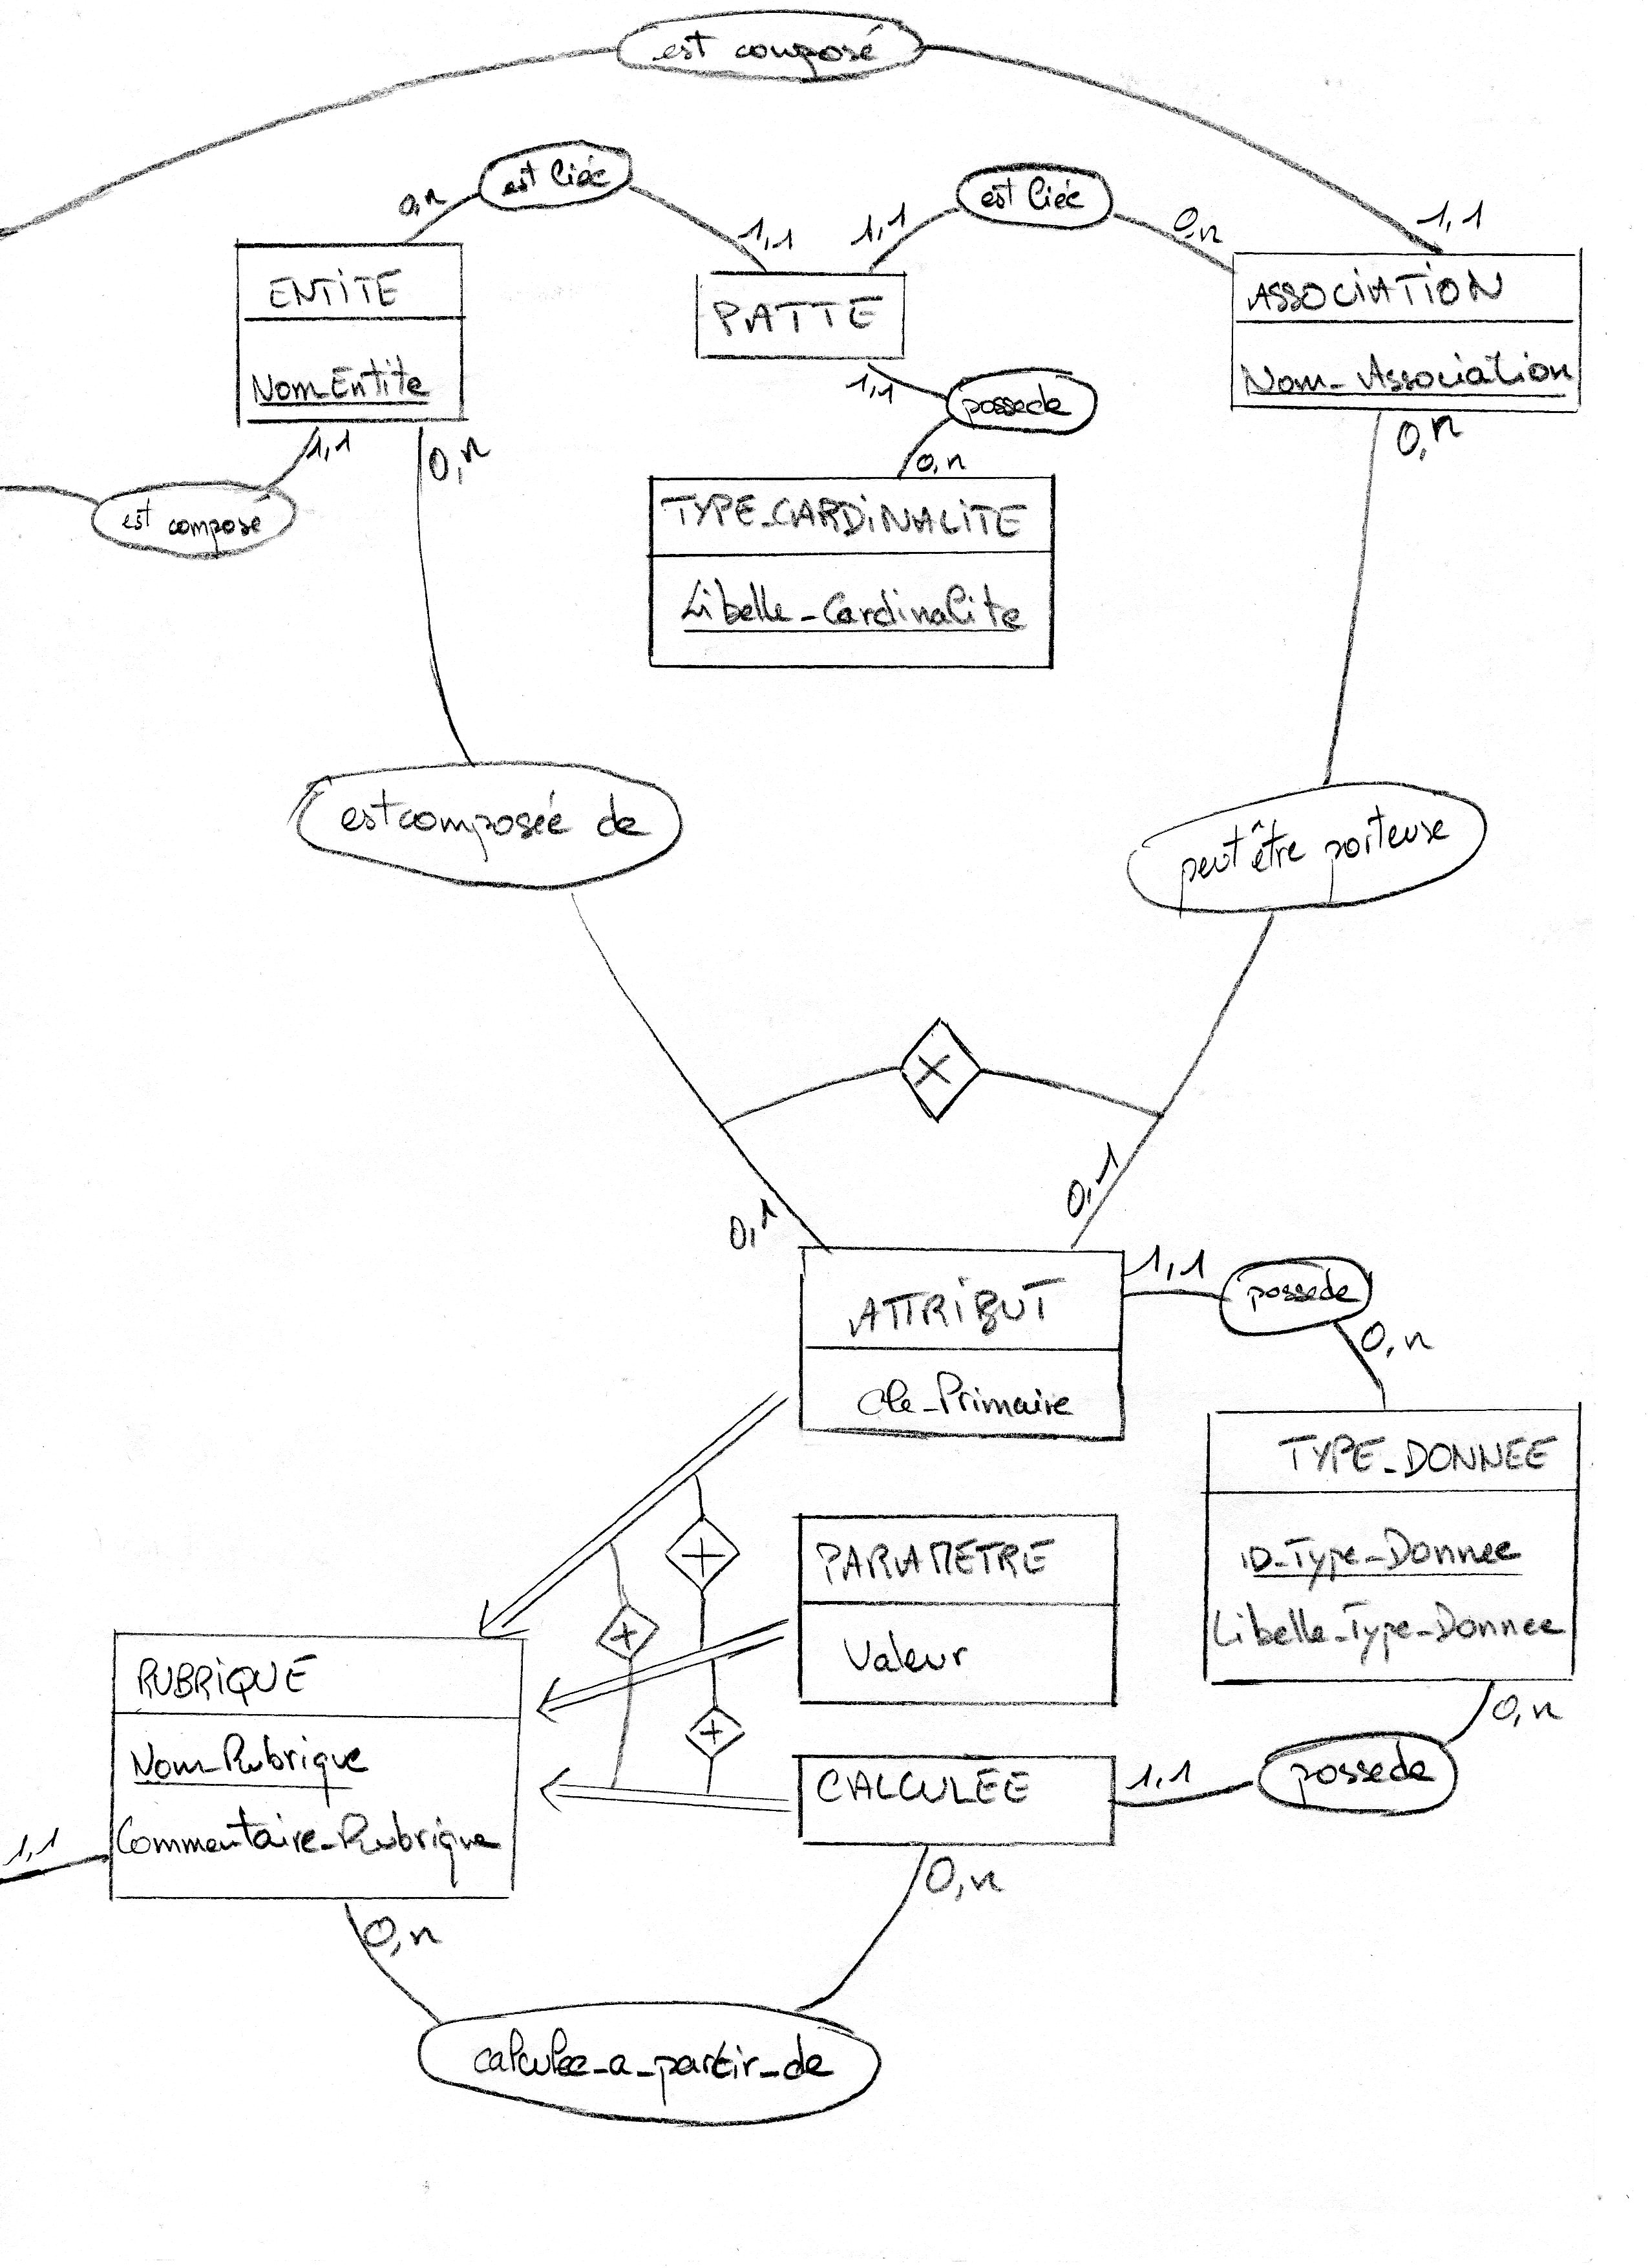 est composé
est liée
est liée
0,n
1,1
1,1
0,n
1,1
ENTITE
PATTE
ASSOCIATION
Nom_Entite
Nom_Association
1,1
possede
1,1
0,n
0,n
0,n
est composé
TYPE_CARDINALITE
Libelle_Cardinalite
est composée de
peut être porteuse
X
0,1
0,1
ATTRIBUT
1,1
possede
0,n
Cle_Primaire
TYPE_DONNEE
+
PARAMETRE
ID_Type_Donnee
+
Libelle_Type_Donnee
Valeur
RUBRIQUE
+
0,n
Nom_Rubrique
CALCULEE
1,1
possede
Commentaire_Rubrique
1,1
0,n
0,n
calculee_a_partir_de